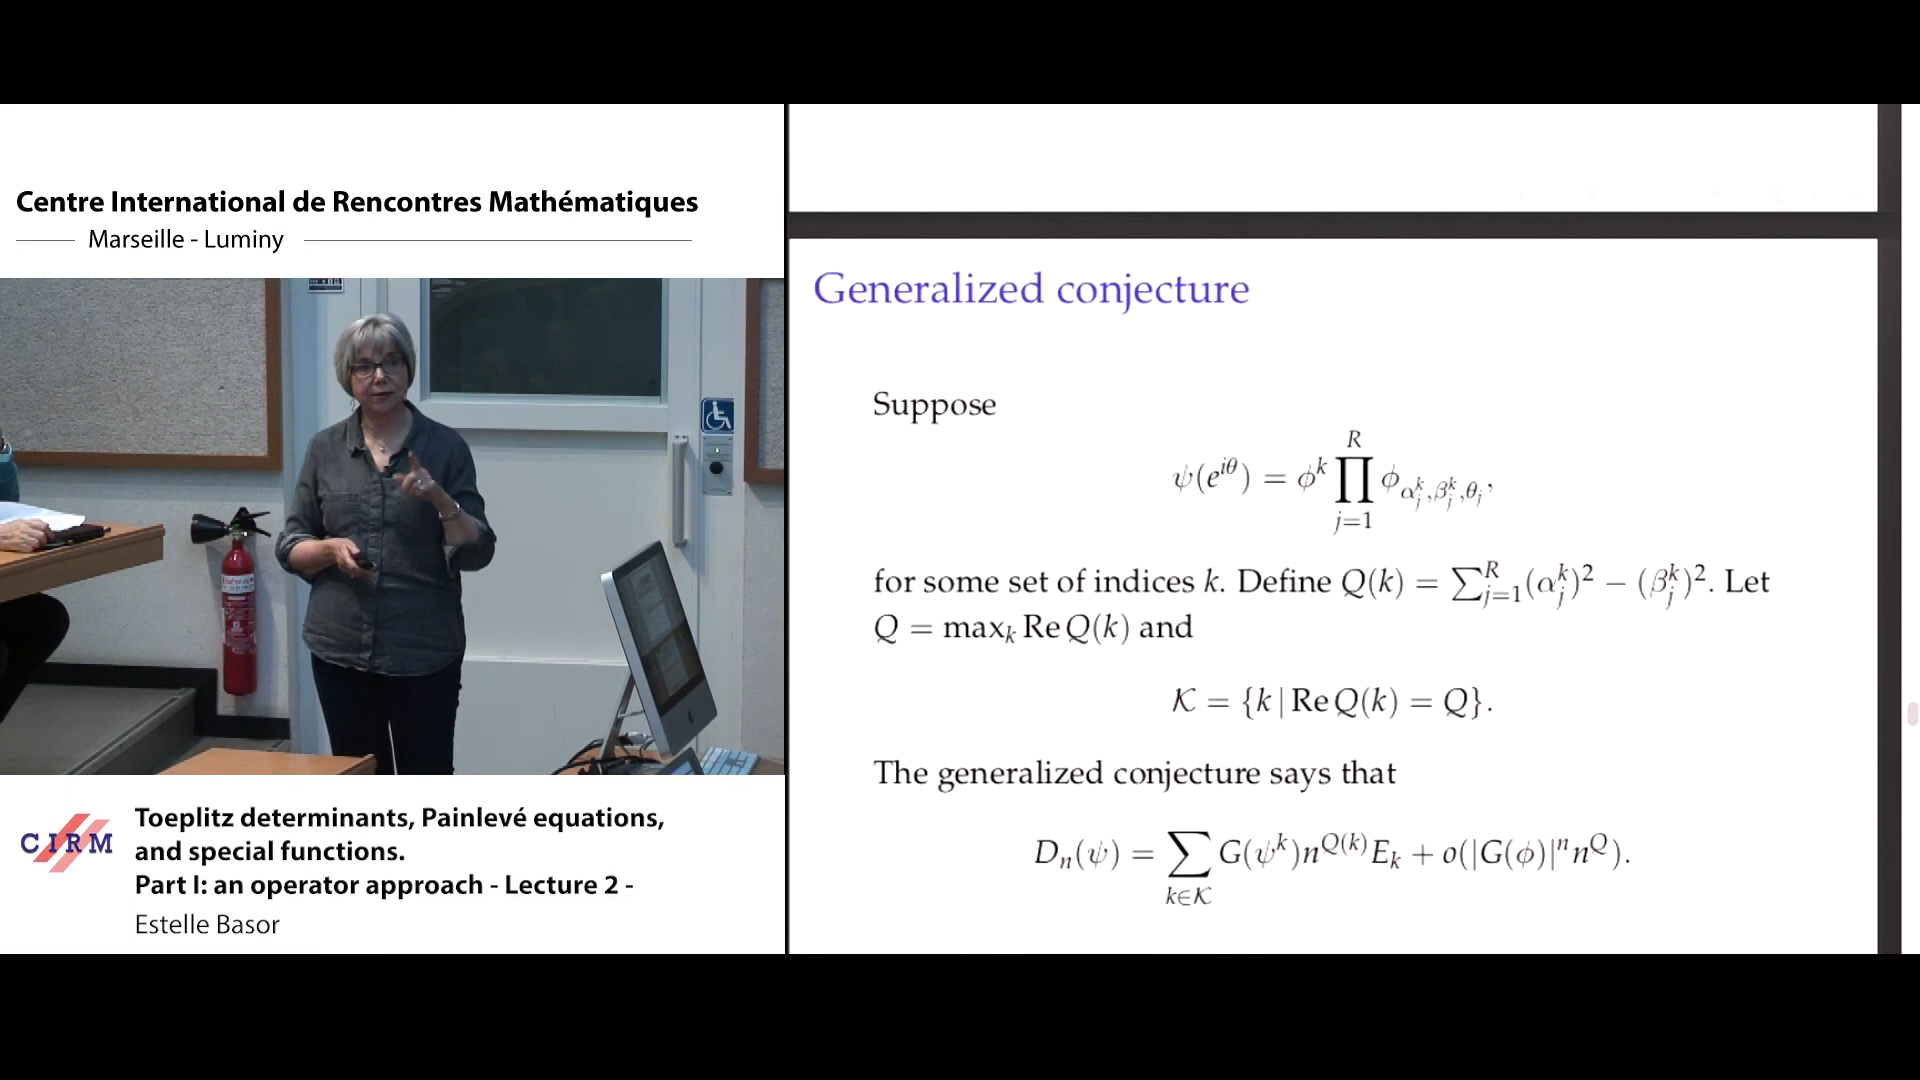 Centre International de Rencontres Mathématiques
Marseille - Luminy
CIRM
Toeplitz determinants, Painlevé equations,
and special functions.
Part I: an operator approach - Lecture 2 -
Estelle Basor
Generalized conjecture
Suppose
ψ(e^{iθ}) = φ^k ∏_{j=1}^{R} φ_{α_j^k,β_j^k,θ_j},
for some set of indices k. Define Q(k) = ∑_{j=1}^{R}(α_j^k)^2 − (β_j^k)^2. Let
Q = max_k Re Q(k) and
𝒦 = {k | Re Q(k) = Q}.
The generalized conjecture says that
D_n(ψ) = ∑_{k∈𝒦} G(ψ^k)n^{Q(k)}E_k + o(|G(φ)|^n n^Q).